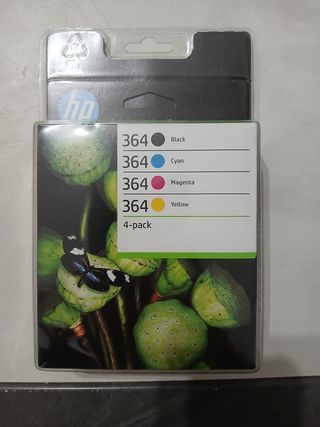 hp
364 Black
364 Cyan
364 Magenta
364 Yellow
4-pack